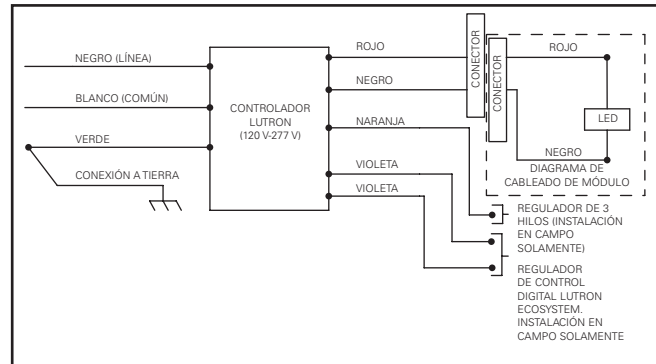 NEGRO (LÍNEA)
BLANCO (COMÚN)
VERDE
CONEXIÓN A TIERRA
CONTROLADOR
LUTRON
(120 V-277 V)
ROJO
NEGRO
NARANJA
VIOLETA
VIOLETA
CONECTOR
CONECTOR
ROJO
LED
NEGRO
DIAGRAMA DE
CABLEADO DE MÓDULO
REGULADOR DE 3
HILOS (INSTALACIÓN
EN CAMPO
SOLAMENTE)
REGULADOR
DE CONTROL
DIGITAL LUTRON
ECOSYSTEM.
INSTALACIÓN EN
CAMPO SOLAMENTE